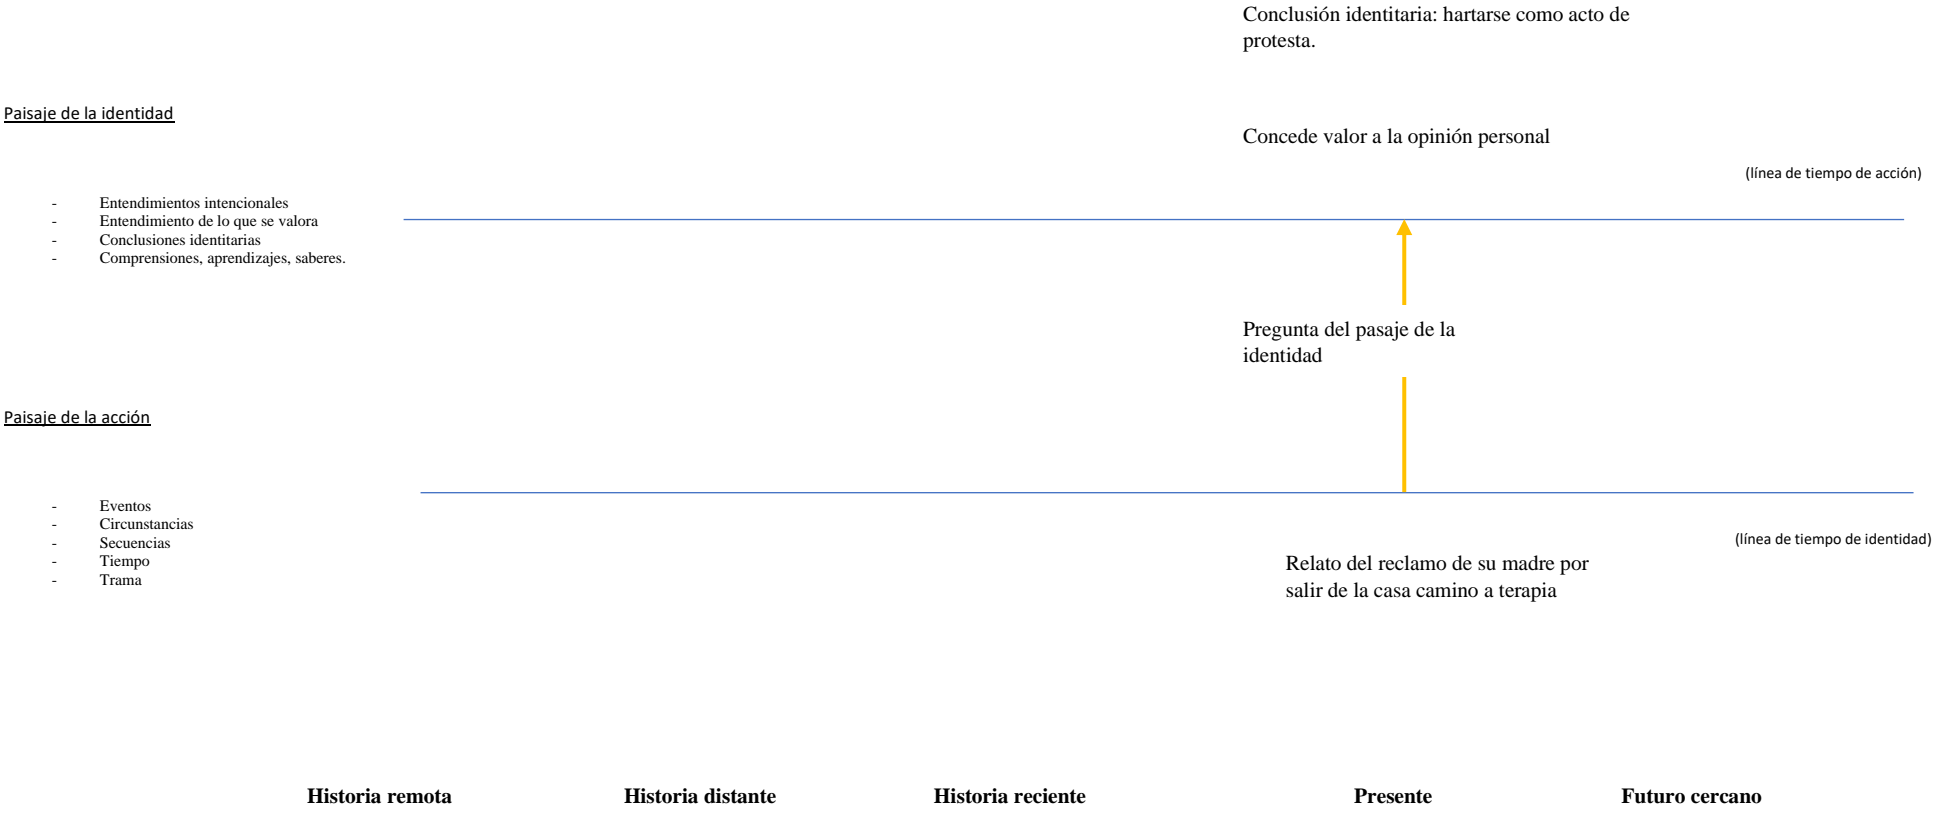 Conclusión identitaria: hartarse como acto de
protesta.
Paisaje de la identidad
Concede valor a la opinión personal
(línea de tiempo de acción)
- Entendimientos intencionales
- Entendimiento de lo que se valora
- Conclusiones identitarias
- Comprensiones, aprendizajes, saberes.
Pregunta del pasaje de la
identidad
Paisaje de la acción
- Eventos
- Circunstancias
- Secuencias
- Tiempo
- Trama
(línea de tiempo de identidad)
Relato del reclamo de su madre por
salir de la casa camino a terapia
Historia remota Historia distante Historia reciente Presente Futuro cercano